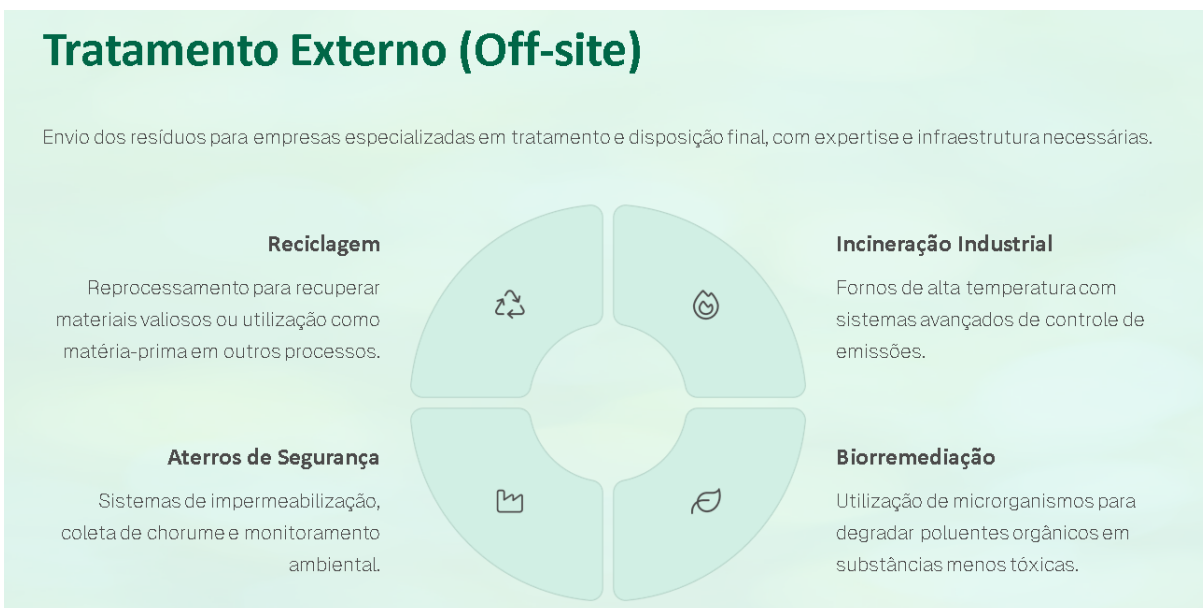 Tratamento Externo (Off-site)
Envio dos resíduos para empresas especializadas em tratamento e disposição final, com expertise e infraestrutura necessárias.
Reciclagem
Reprocessamento para recuperar
materiais valiosos ou utilização como
matéria-prima em outros processos.
Incineração Industrial
Fornos de alta temperatura com
sistemas avançados de controle de
emissões.
Aterros de Segurança
Sistemas de impermeabilização,
coleta de chorume e monitoramento
ambiental.
Biorremediação
Utilização de microrganismos para
degradar poluentes orgânicos em
substâncias menos tóxicas.